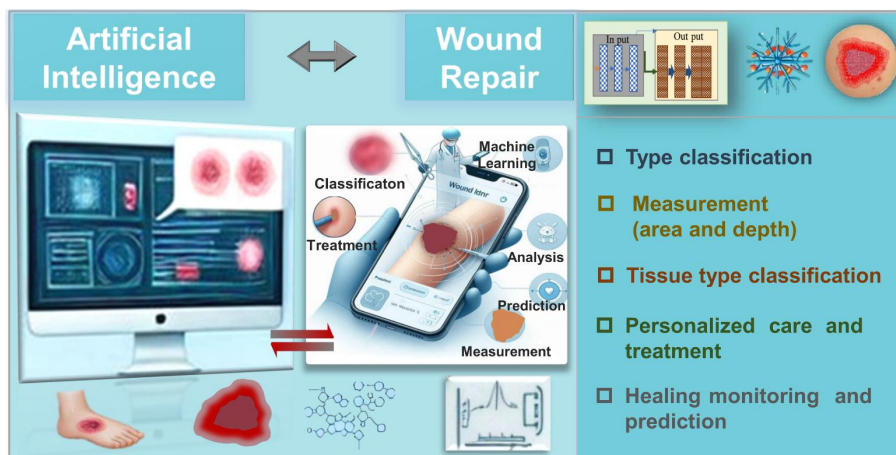 Artificial
Intelligence
Wound
Repair
In put
Out put
Machine
Learning
Classificaton
Treatment
Analysis
Prediction
Measurement
Type classification
Measurement
(area and depth)
Tissue type classification
Personalized care and
treatment
Healing monitoring and
prediction